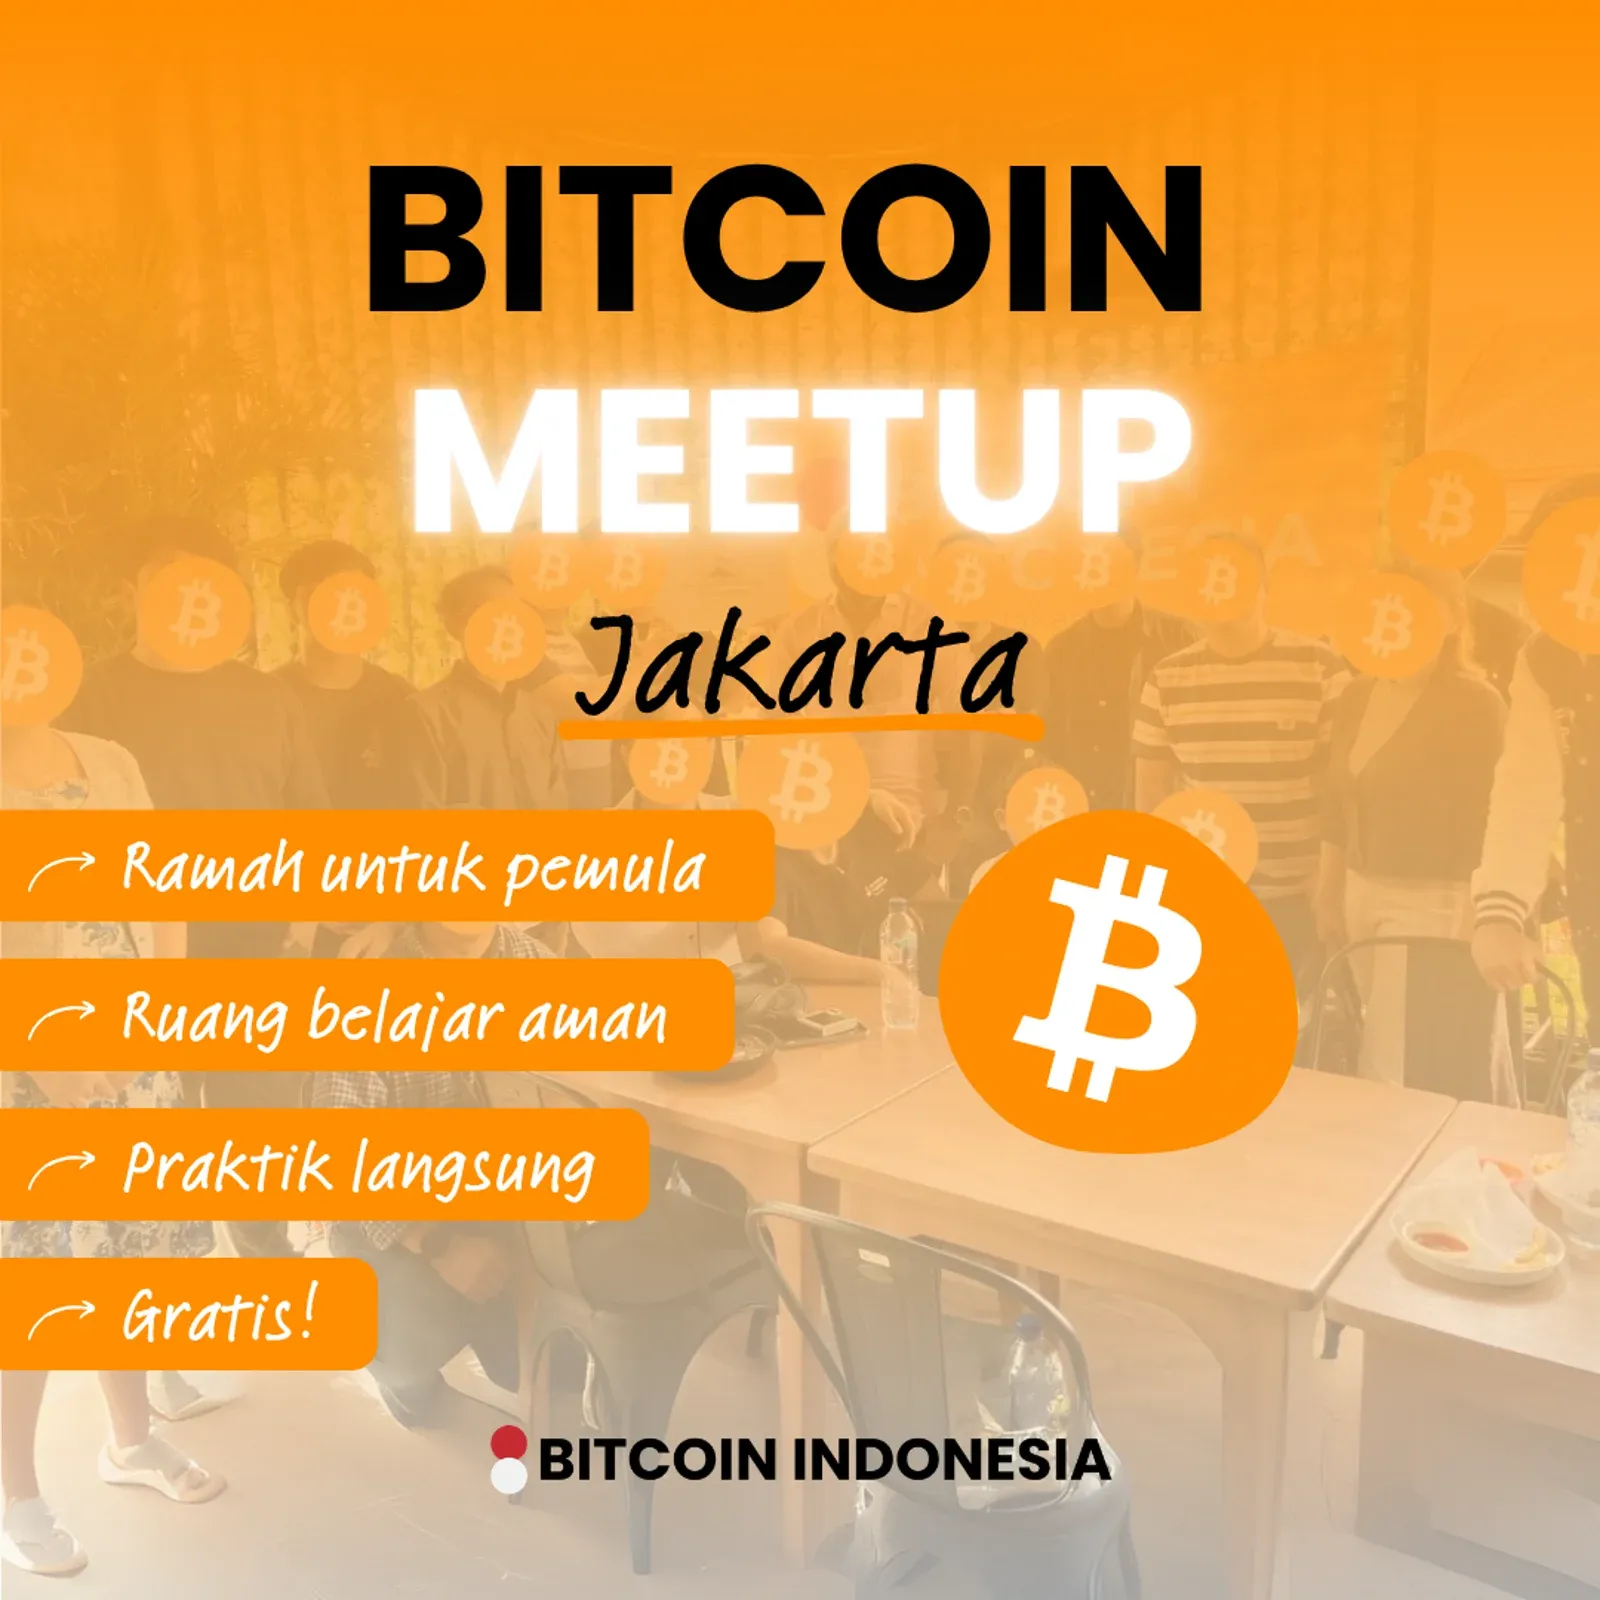 BITCOIN
MEETUP
Jakarta
Ramah untuk pemula
Ruang belajar aman
Praktik langsung
Gratis!
BITCOIN INDONESIA